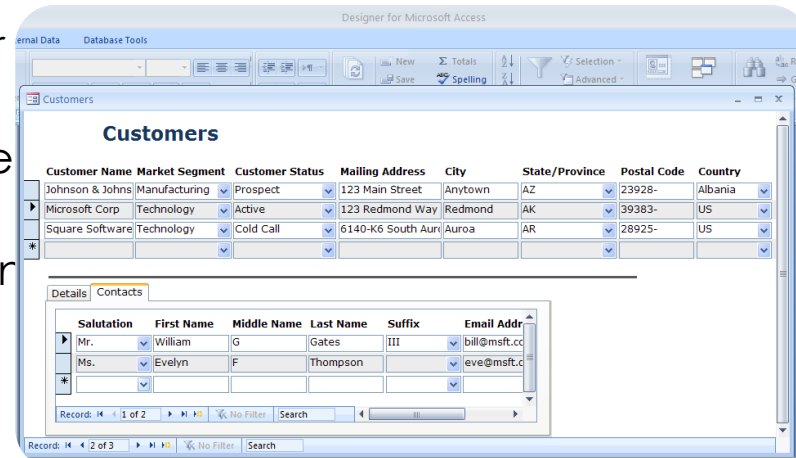 Designer for Microsoft Access
ernal Data Database Tools
New Σ Totals Selection
Save Spelling Advanced
Customers
Customers
Customer Name Market Segment Customer Status Mailing Address City State/Province Postal Code Country
Johnson & Johns Manufacturing Prospect 123 Main Street Anytown AZ 23928- Albania
Microsoft Corp Technology Active 123 Redmond Way Redmond AK 39383- US
Square Software Technology Cold Call 6140-K6 South Auro Auroa AR 28925- US
Details Contacts
Salutation First Name Middle Name Last Name Suffix Email Addr
Mr. William G Gates III bill@msft.cc
Ms. Evelyn F Thompson eve@msft.c
Record: 1 of 2 No Filter Search
Record: 2 of 3 No Filter Search